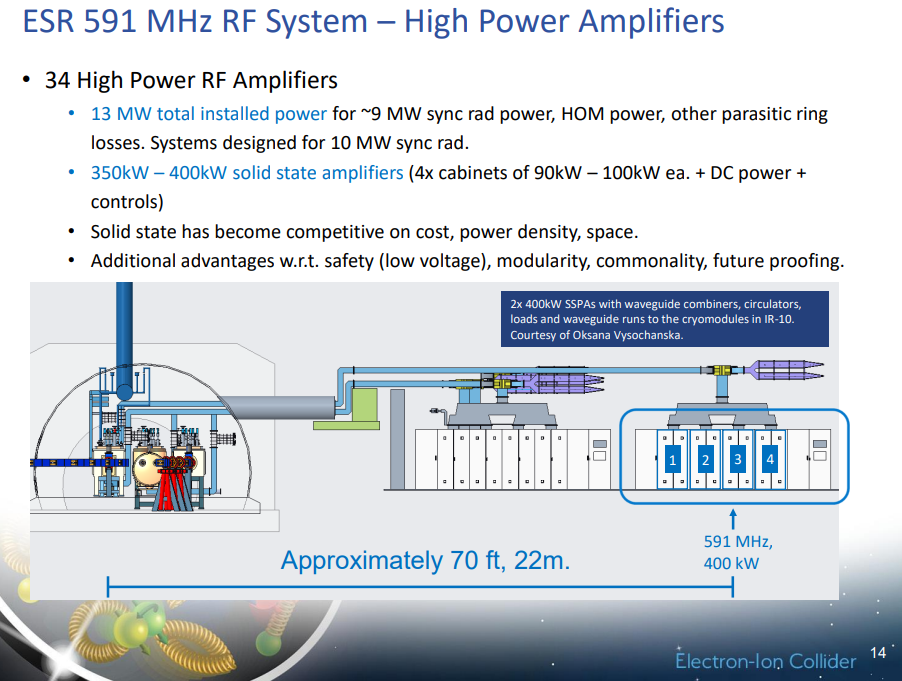 ESR 591 MHz RF System – High Power Amplifiers
• 34 High Power RF Amplifiers
• 13 MW total installed power for ~9 MW sync rad power, HOM power, other parasitic ring
losses. Systems designed for 10 MW sync rad.
• 350kW – 400kW solid state amplifiers (4x cabinets of 90kW – 100kW ea. + DC power +
controls)
• Solid state has become competitive on cost, power density, space.
• Additional advantages w.r.t. safety (low voltage), modularity, commonality, future proofing.
2x 400kW SSPAs with waveguide combiners, circulators,
loads and waveguide runs to the cryomodules in IR-10.
Courtesy of Oksana Vysochanska.
1 2 3 4
591 MHz,
400 kW
Approximately 70 ft, 22m.
Electron-Ion Collider
14